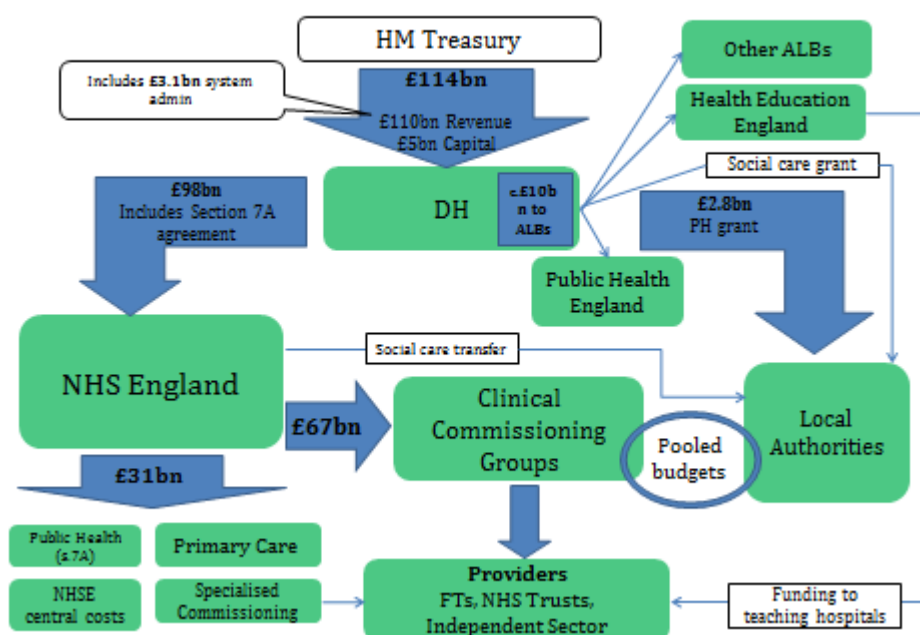 HM Treasury
Includes £3.1bn system
admin
£114bn
£110bn Revenue
£5bn Capital
Other ALBs
Health Education
England
Social care grant
£98bn
Includes Section 7A
agreement
DH
c.£10b
n to
ALBs
£2.8bn
PH grant
Public Health
England
NHS England
Social care transfer
£67bn
Clinical
Commissioning
Groups
Pooled
budgets
Local
Authorities
£31bn
Public Health
(s.7A)
Primary Care
NHSE
central costs
Specialised
Commissioning
Providers
FTs, NHS Trusts,
Independent Sector
Funding to
teaching hospitals